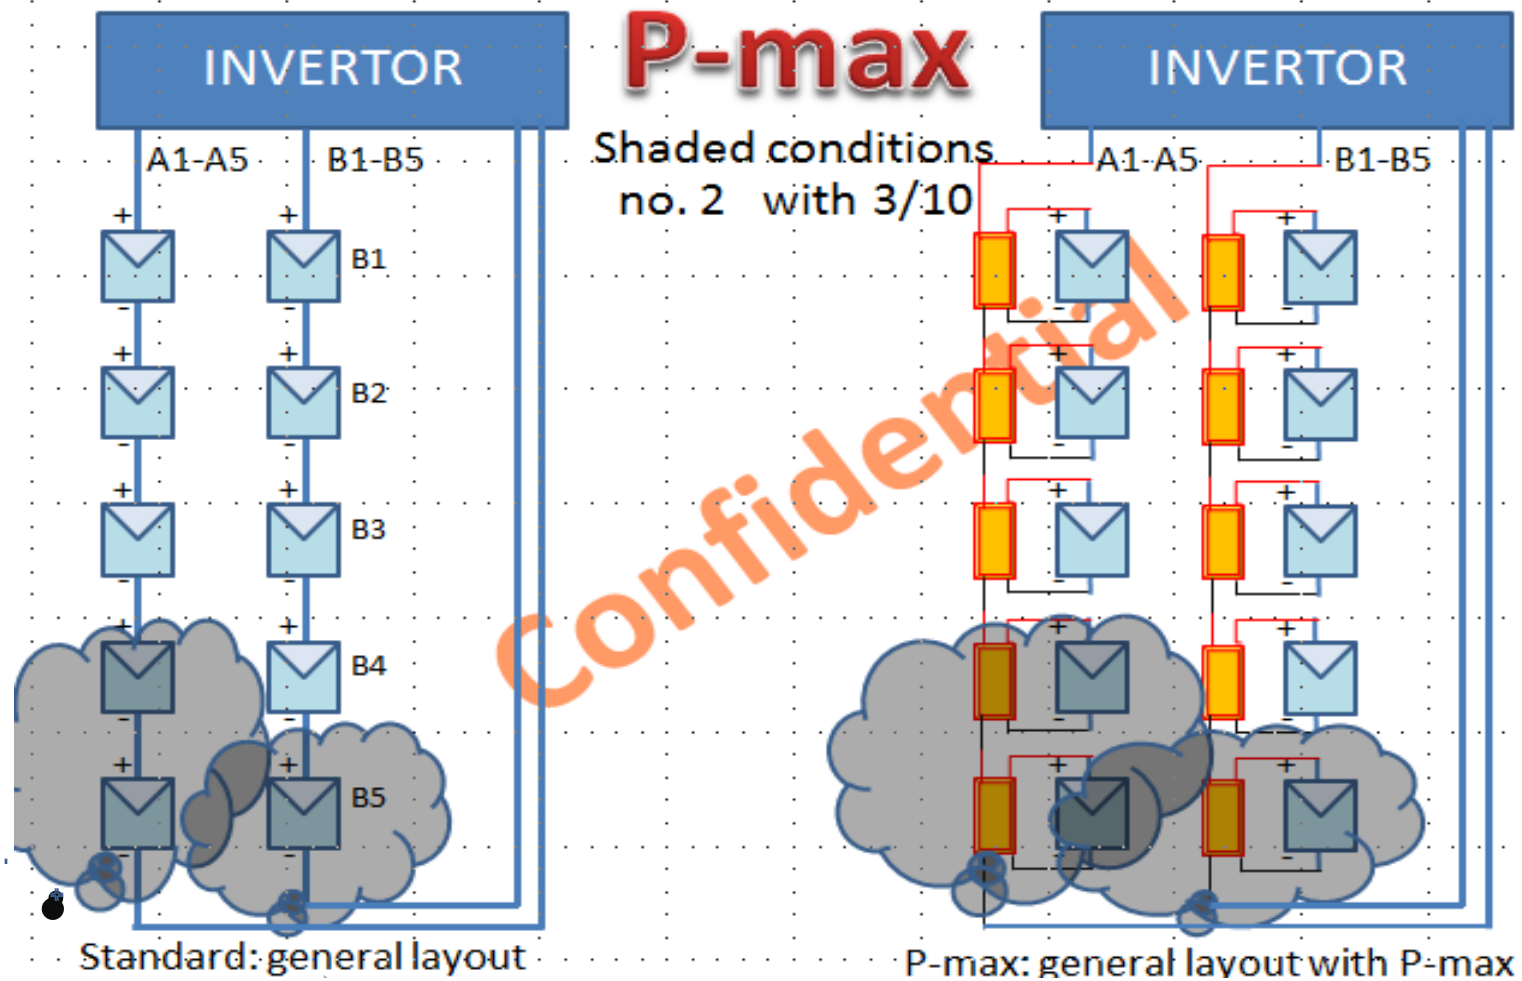 INVERTOR
P-max
INVERTOR
Shaded conditions
no. 2 with 3/10
A1-A5
B1-B5
A1-A5
B1-B5
+
+
+
+
B1
-
-
-
-
+
+
+
+
B2
-
-
-
-
+
+
+
+
B3
-
-
-
-
Confidential
+
+
+
+
B4
-
-
-
-
+
+
+
+
B5
-
-
-
-
Standard: general layout
P-max: general layout with P-max